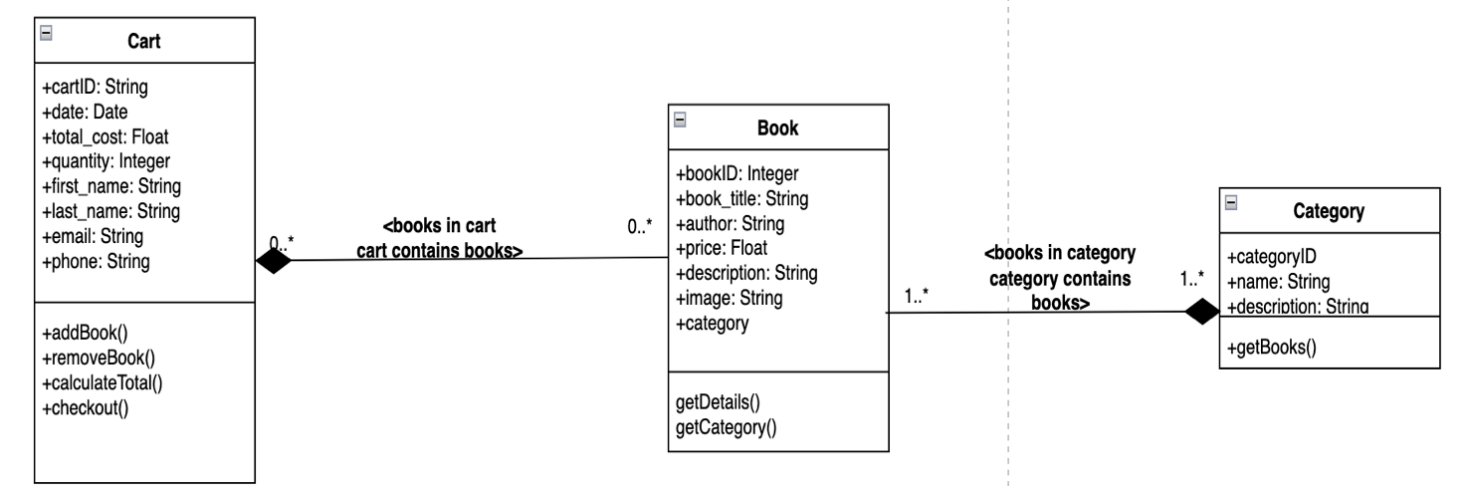 Cart
+cartID: String
+date: Date
+total_cost: Float
+quantity: Integer
+first_name: String
+last_name: String
+email: String
+phone: String
+addBook()
+removeBook()
+calculateTotal()
+checkout()
0..*
<books in cart
cart contains books>
0..*
Book
+bookID: Integer
+book_title: String
+author: String
+price: Float
+description: String
+image: String
+category
getDetails()
getCategory()
1..*
<books in category
category contains
books>
1..*
Category
+categoryID
+name: String
+description: String
+getBooks()